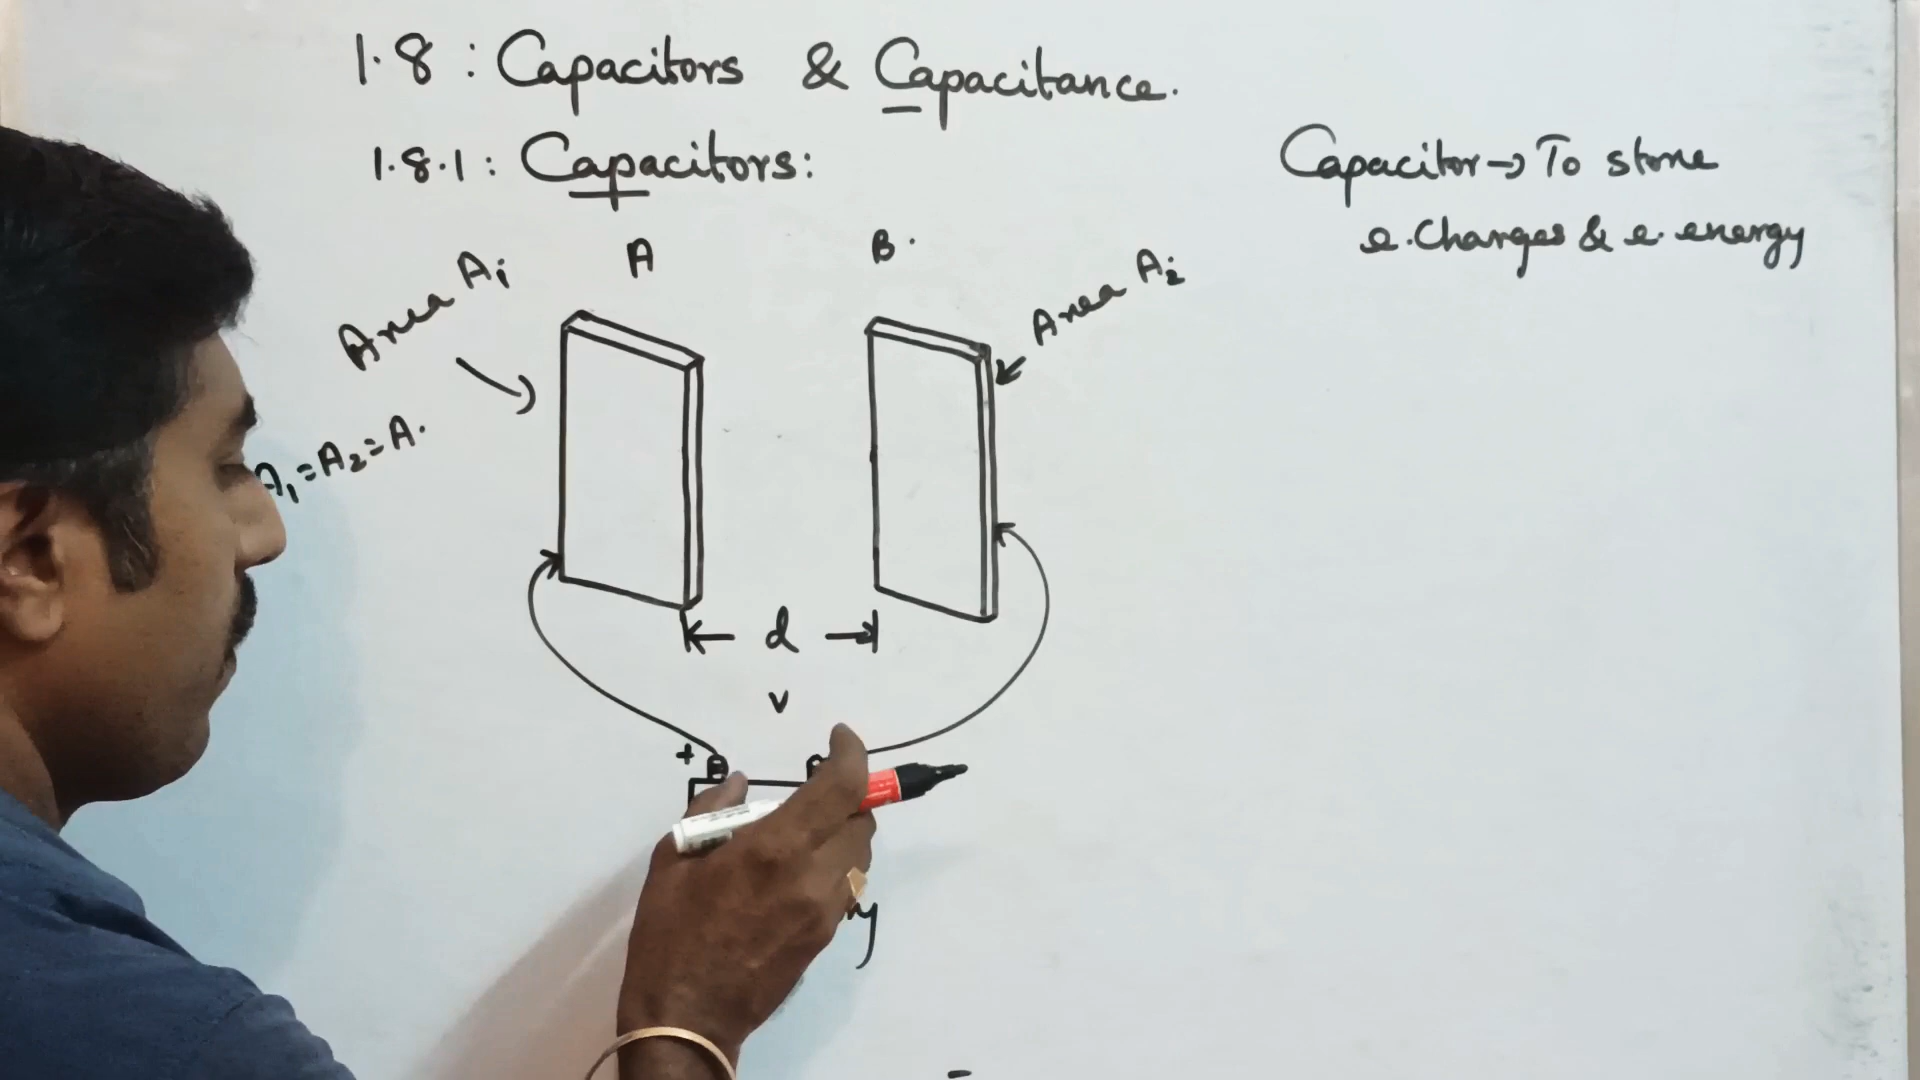 1.8 : Capacitors & Capacitance.
1.8.1 : Capacitors:
Capacitor → To store
e. Charges & e. energy
A
B
Area A1
Area A2
A1 = A2 = A.
d
V
+